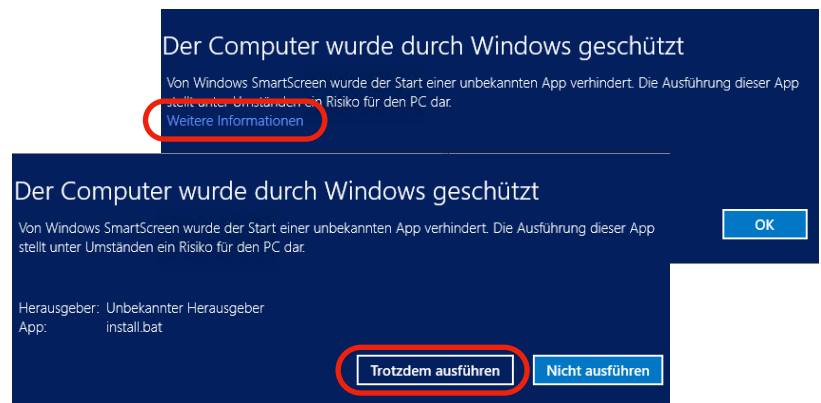 Der Computer wurde durch Windows geschützt
Von Windows SmartScreen wurde der Start einer unbekannten App verhindert. Die Ausführung dieser App
stellt unter Umständen ein Risiko für den PC dar.
Weitere Informationen
OK
Der Computer wurde durch Windows geschützt
Von Windows SmartScreen wurde der Start einer unbekannten App verhindert. Die Ausführung dieser App
stellt unter Umständen ein Risiko für den PC dar.
Herausgeber: Unbekannter Herausgeber
App: install.bat
Trotzdem ausführen Nicht ausführen